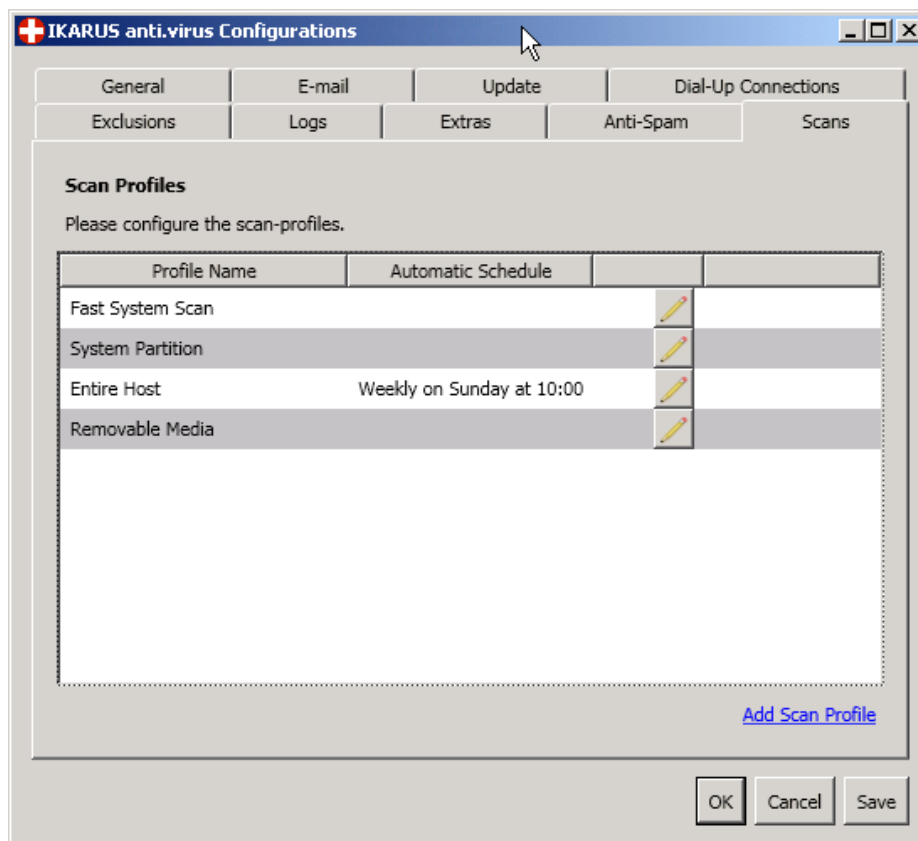 IKARUS anti.virus Configurations
General E-mail Update Dial-Up Connections
Exclusions Logs Extras Anti-Spam Scans
Scan Profiles
Please configure the scan-profiles.
Profile Name Automatic Schedule
Fast System Scan
System Partition
Entire Host Weekly on Sunday at 10:00
Removable Media
Add Scan Profile
OK Cancel Save